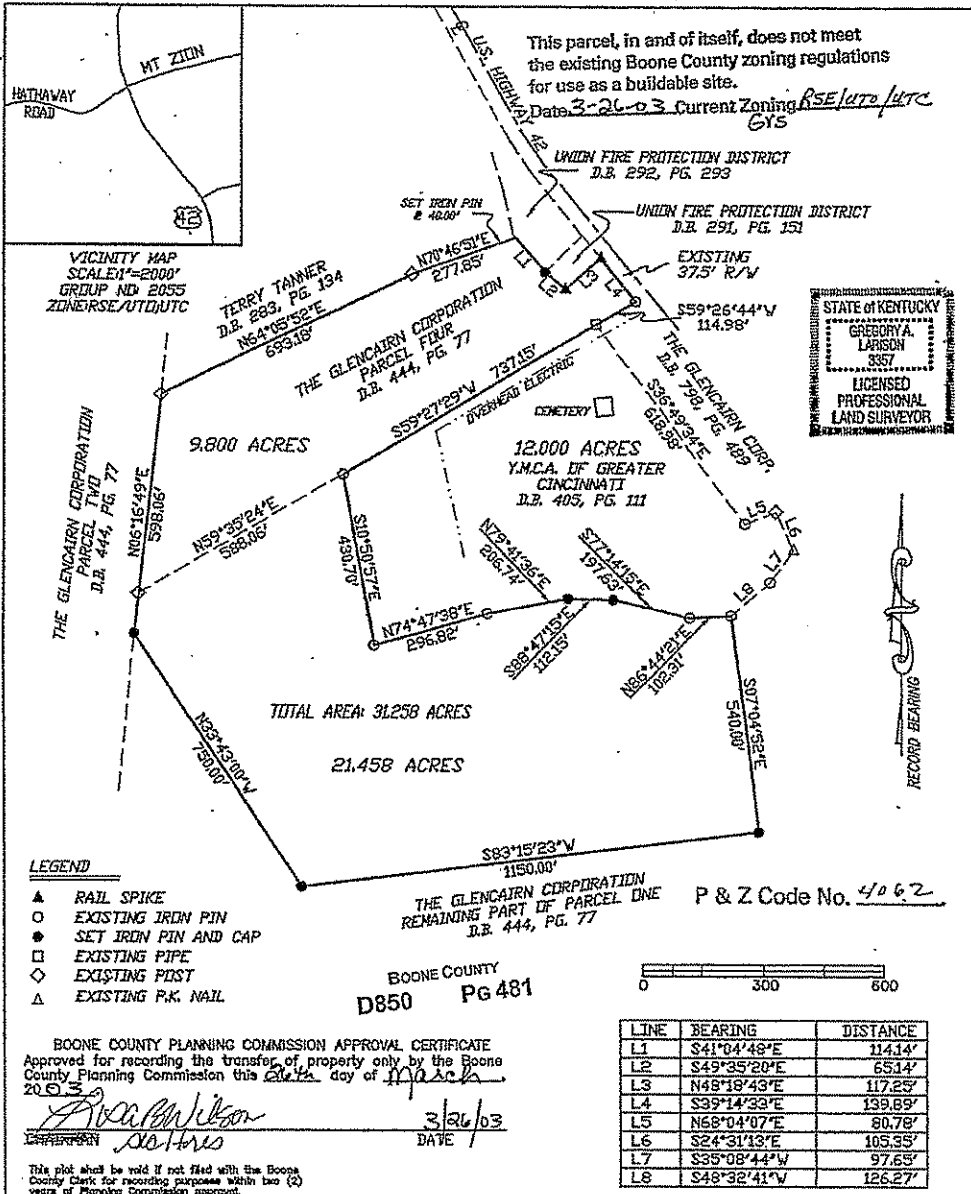 MT ZION
HATHAWAY
ROAD
42
VICINITY MAP
SCALE:1"=2000'
GROUP NO: 2055
ZONE:RSE/UTO/UTC
U.S. HIGHWAY 42
This parcel, in and of itself, does not meet
the existing Boone County zoning regulations
for use as a buildable site.
Date 3-26-03 Current Zoning RSE/UTO/UTC
GYS
UNION FIRE PROTECTION DISTRICT
D.B. 292, PG. 293
UNION FIRE PROTECTION DISTRICT
D.B. 291, PG. 151
EXISTING
37.5' R/W
SET IRON PIN
@ 40.00'
N70°46'51"E
277.85'
L1
L2
L3
L4
TERRY TANNER
D.B. 283, PG. 134
N64°05'52"E
693.18'
THE GLENCAIRN CORPORATION
PARCEL FOUR
D.B. 444, PG. 77
S59°26'44"W
114.98'
STATE of KENTUCKY
GREGORY A.
LARISON
3357
LICENSED
PROFESSIONAL
LAND SURVEYOR
S59°27'29"W 737.15'
OVERHEAD ELECTRIC
THE GLENCAIRN CORP.
D.B. 798, PG. 489
S36°49'34"E
618.98'
CEMETERY
9.800 ACRES
12.000 ACRES
Y.M.C.A. OF GREATER
CINCINNATI
D.B. 405, PG. 111
THE GLENCAIRN CORPORATION
PARCEL TWO
D.B. 444, PG. 77
N06°16'49"E
598.06'
N59°35'24"E
588.06'
S10°50'57"E
430.70'
N74°47'38"E
296.82'
N79°41'36"E
206.74'
S88°47'15"E
112.15'
S77°14'15"E
197.63'
N86°44'21"E
102.31'
L5
L6
L7
L8
RECORD BEARING
TOTAL AREA: 31.258 ACRES
21.458 ACRES
S07°04'52"E
540.00'
N33°43'00"W
750.00'
S83°15'23"W
1150.00'
THE GLENCAIRN CORPORATION
REMAINING PART OF PARCEL ONE
D.B. 444, PG. 77
P & Z Code No. 4062
LEGEND
RAIL SPIKE
EXISTING IRON PIN
SET IRON PIN AND CAP
EXISTING PIPE
EXISTING POST
EXISTING P.K. NAIL
BOONE COUNTY
D850 PG 481
0 300 600
BOONE COUNTY PLANNING COMMISSION APPROVAL CERTIFICATE
Approved for recording the transfer of property only by the Boone
County Planning Commission this 26th day of March
2003
3/26/03
CHAIRMAN DATE
This plot shall be void if not filed with the Boone
County Clerk for recording purposes within two (2)
years of Planning Commission approval.
LINE BEARING DISTANCE
L1 S41°04'48"E 114.14'
L2 S49°35'20"E 65.14'
L3 N48°18'43"E 117.25'
L4 S39°14'33"E 139.89'
L5 N68°04'07"E 80.78'
L6 S24°31'13"E 105.35'
L7 S35°08'44"W 97.65'
L8 S48°32'41"W 126.27'